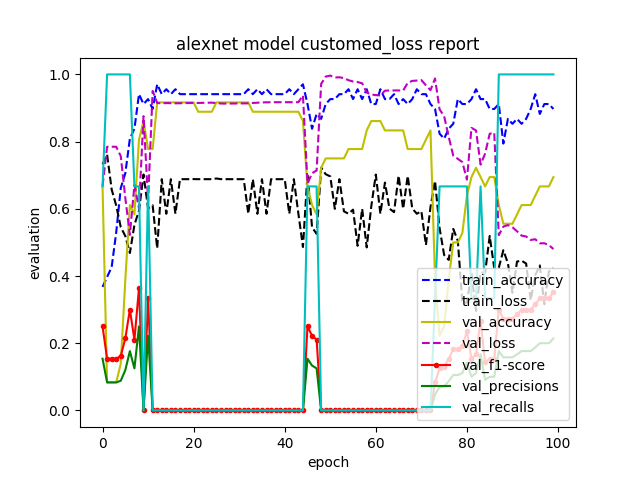 alexnet model customed_loss report
1.0
0.8
0.6
0.4
0.2
0.0
evaluation
train_accuracy
train_loss
val_accuracy
val_loss
val_f1-score
val_precisions
val_recalls
0 20 40 60 80 100
epoch